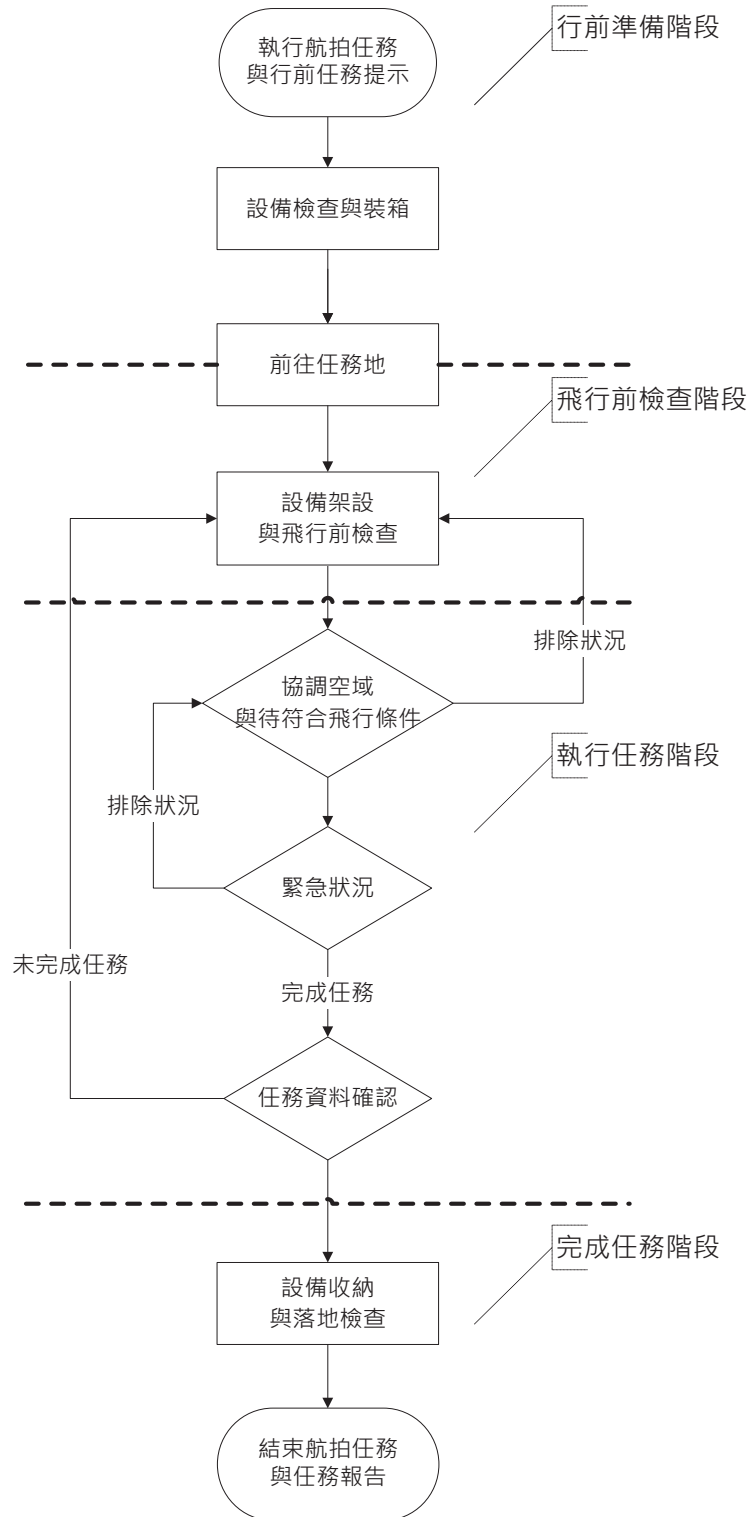 執行航拍任務
與行前任務提示
行前準備階段
設備檢查與裝箱
前往任務地
飛行前檢查階段
設備架設
與飛行前檢查
排除狀況
協調空域
與待符合飛行條件
執行任務階段
排除狀況
緊急狀況
未完成任務
完成任務
任務資料確認
完成任務階段
設備收納
與落地檢查
結束航拍任務
與任務報告